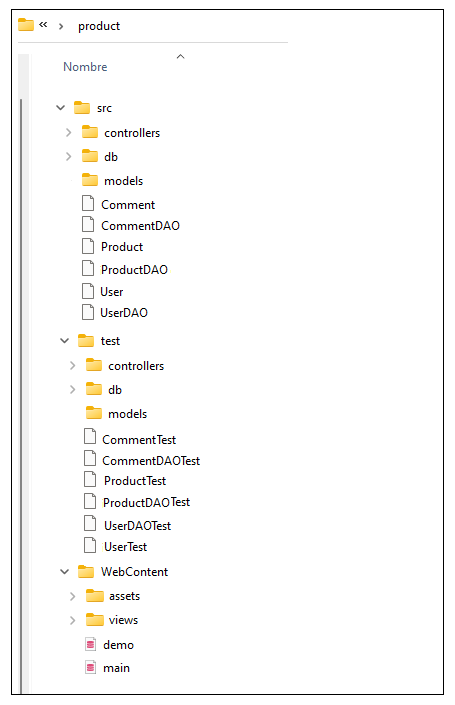 « › product
Nombre
src
controllers
db
models
Comment
CommentDAO
Product
ProductDAO
User
UserDAO
test
controllers
db
models
CommentTest
CommentDAOTest
ProductTest
ProductDAOTest
UserDAOTest
UserTest
WebContent
assets
views
demo
main